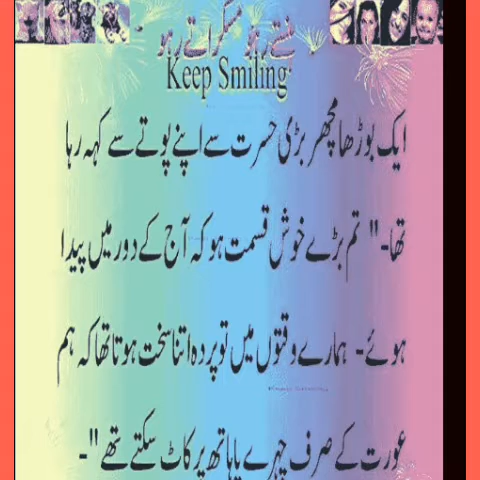 ہنستے رہو مسکراتے رہو
Keep Smiling
ایک بوڑھا مچھر بڑی حسرت سے اپنے پوتے سے کہہ رہا
تھا۔" تم بڑے خوش قسمت ہو کہ آج کے دور میں پیدا
ہوئے۔ ہمارے وقتوں میں تو پردہ اتنا سخت ہوتا تھا کہ ہم
عورت کے صرف چہرے یا ہاتھ پر کاٹ سکتے تھے"۔